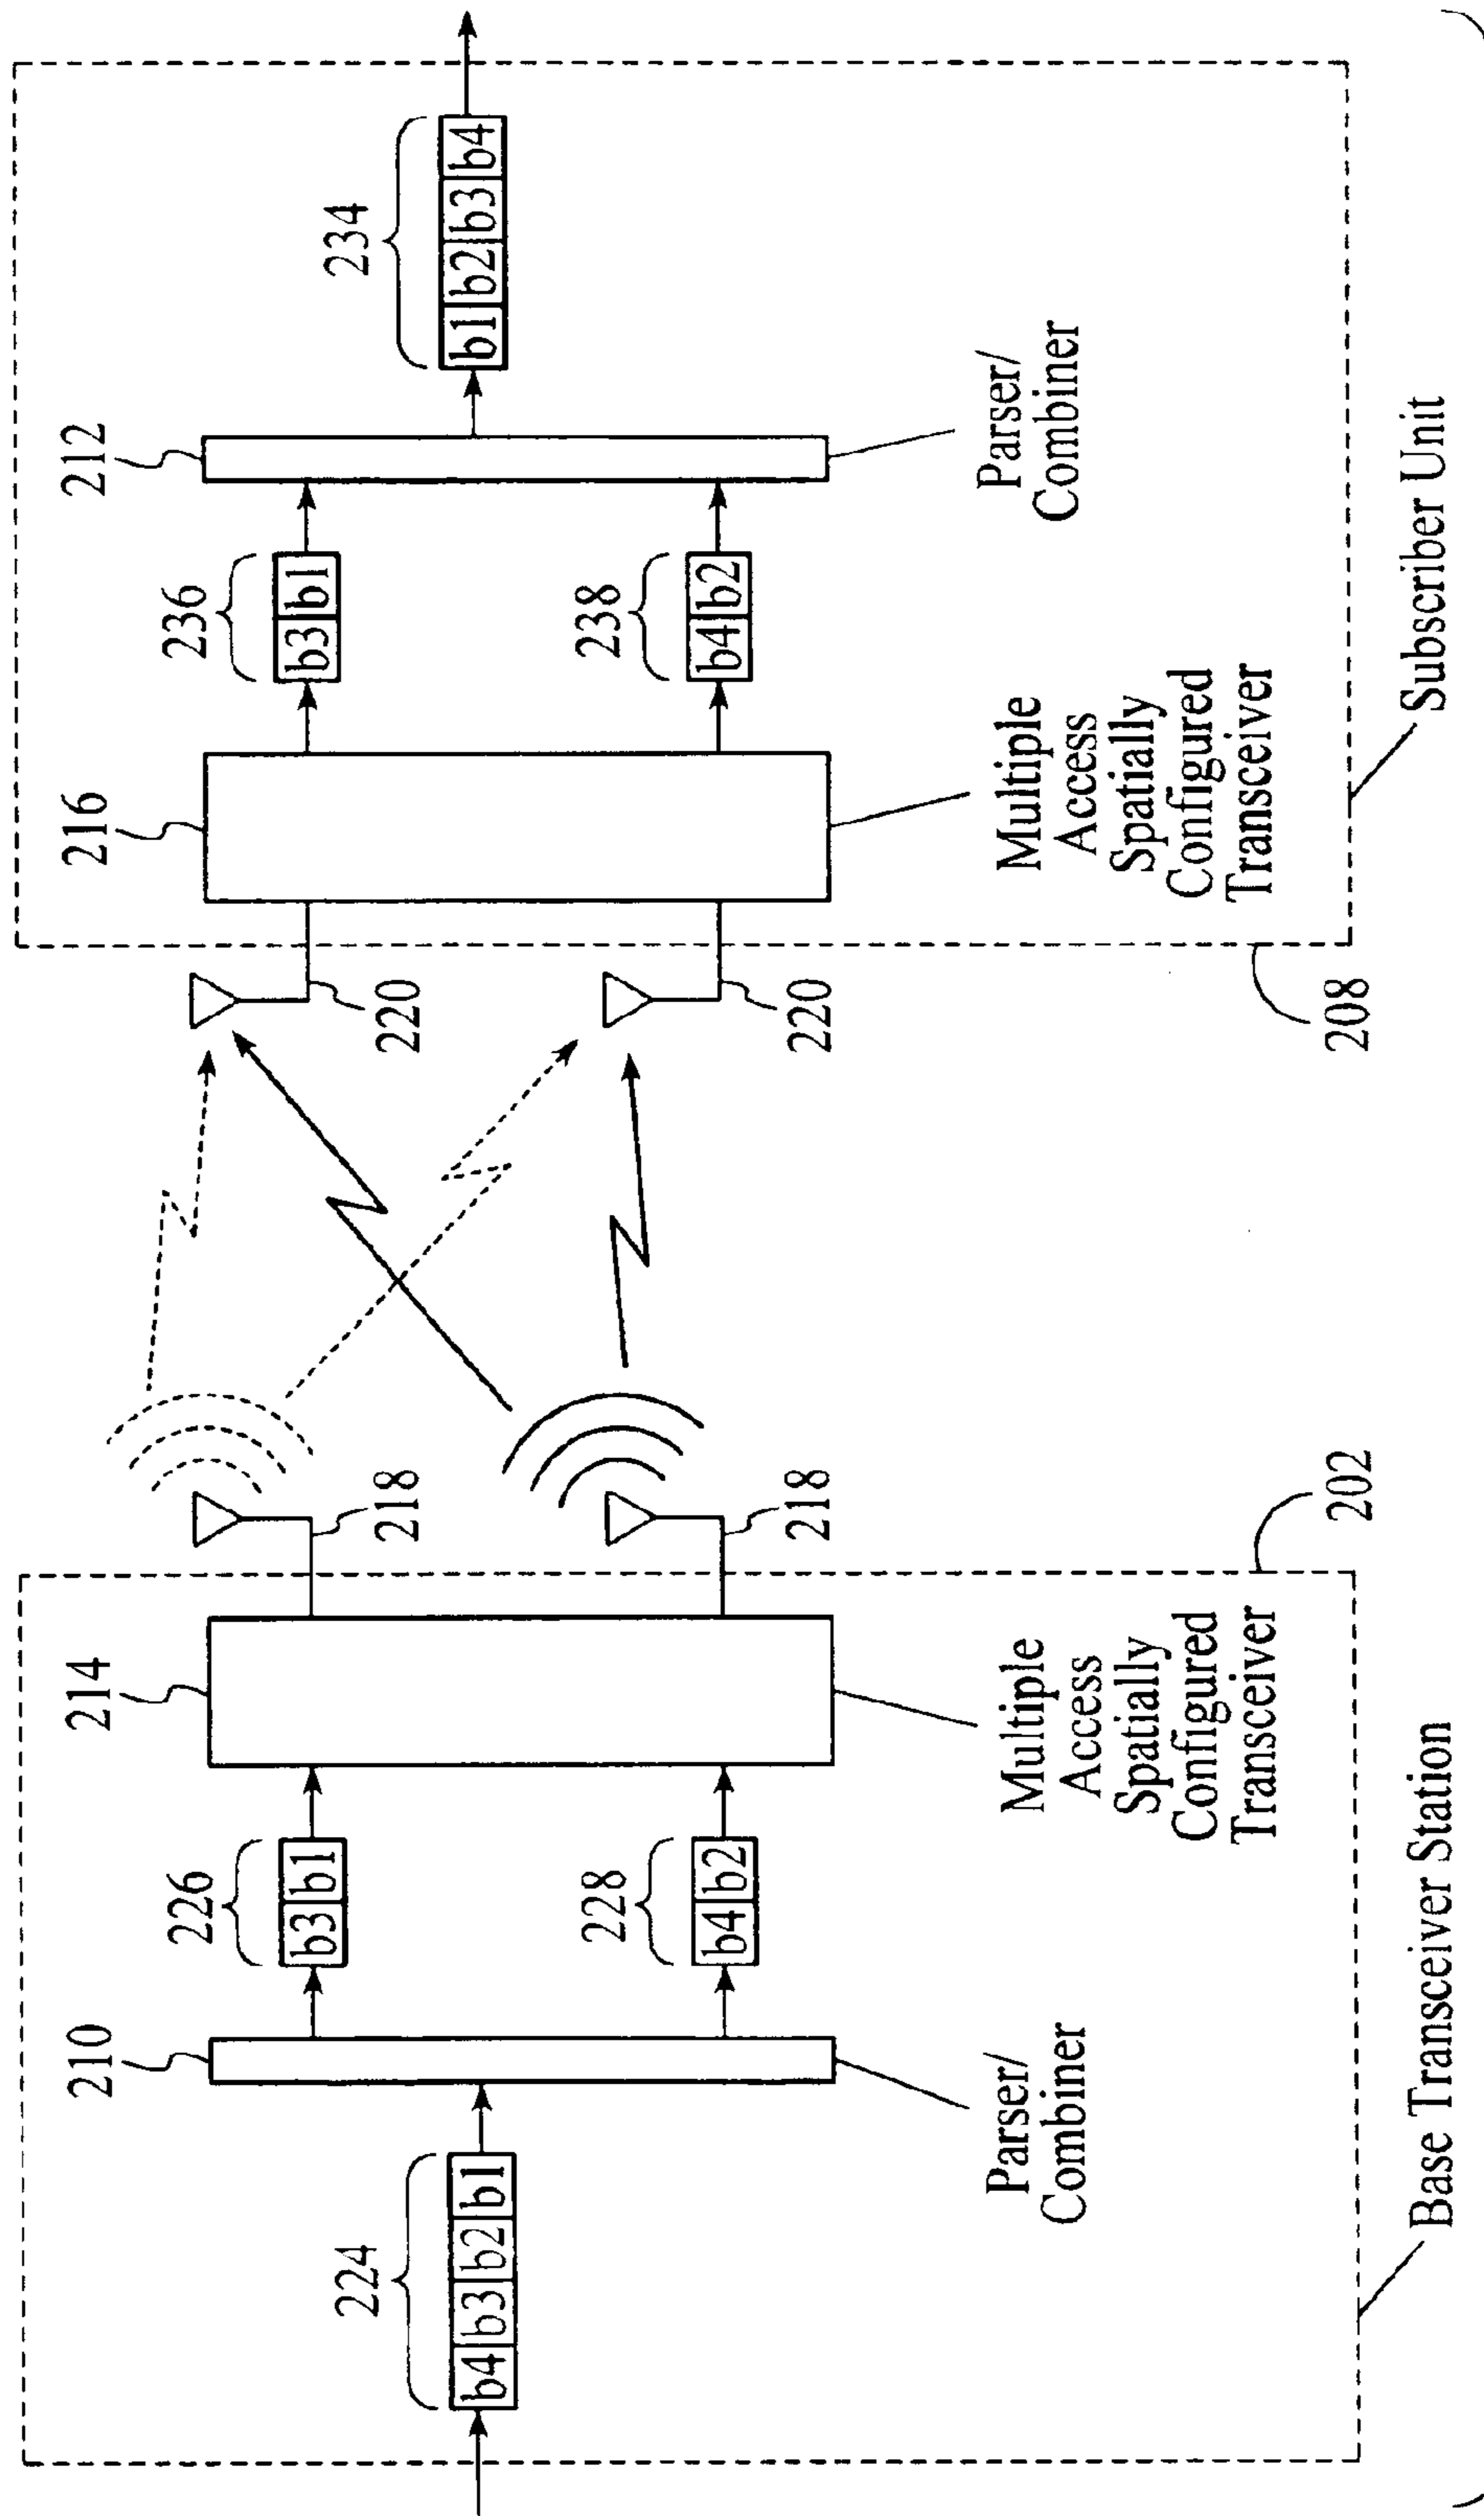 224
b4 b3 b2 b1
210
Parser/
Combiner
226
b3 b1
228
b4 b2
214
Multiple
Access
Spatially
Configured
Transceiver
218
218
202
Base Transceiver Station
220
220
208
216
Multiple
Access
Spatially
Configured
Transceiver
236
b3 b1
238
b4 b2
212
Parser/
Combiner
234
b1 b2 b3 b4
Subscriber Unit